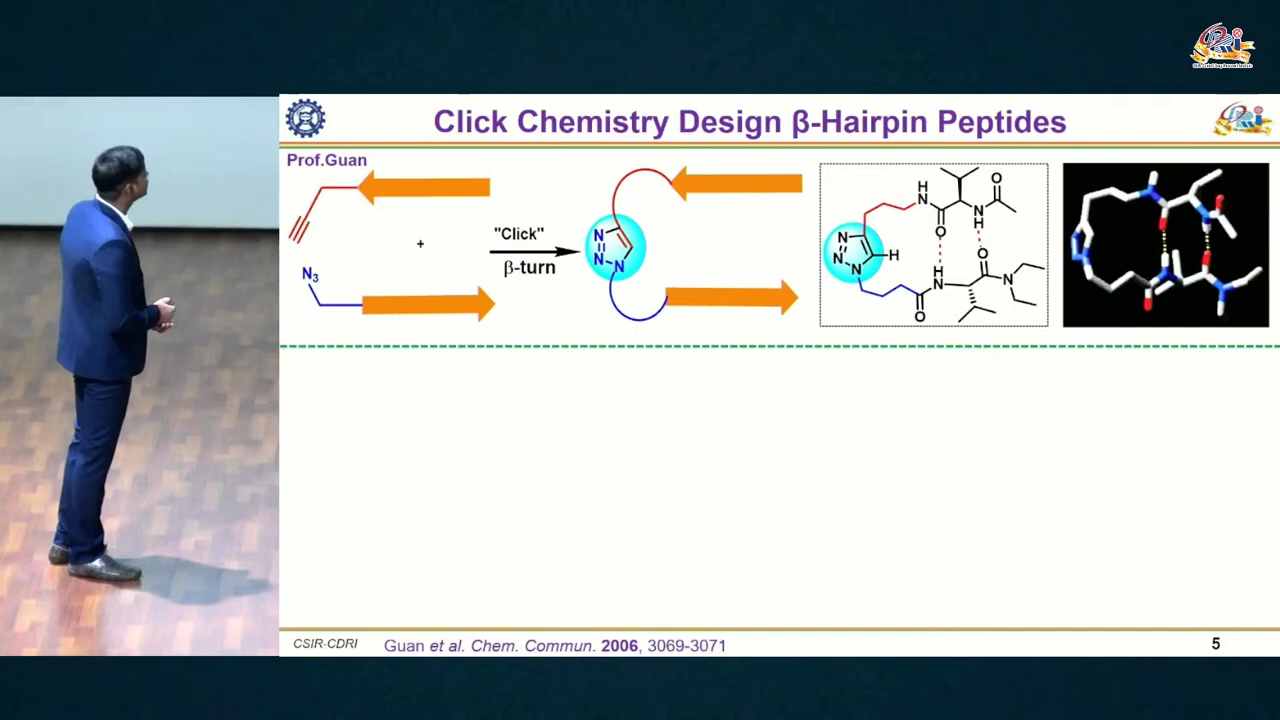 Click Chemistry Design β-Hairpin Peptides
Prof.Guan
+
N3
"Click"
β-turn
N
N
N
N
N
N
H
H
N
O
N
H
O
H
N
O
O
N
CSIR-CDRI
Guan et al. Chem. Commun. 2006, 3069-3071
5